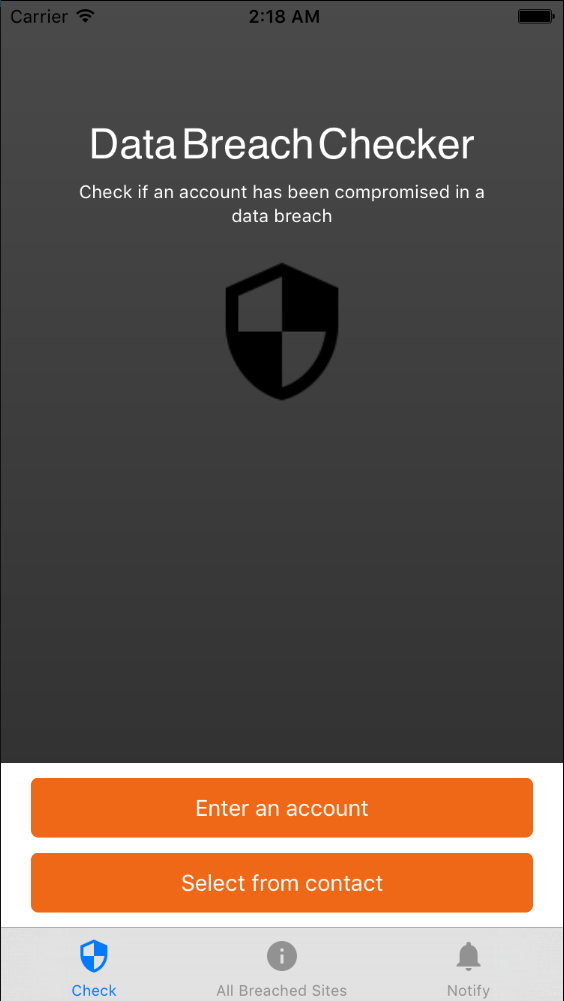 Carrier 2:18 AM
Data Breach Checker
Check if an account has been compromised in a
data breach
Enter an account
Select from contact
Check All Breached Sites Notify